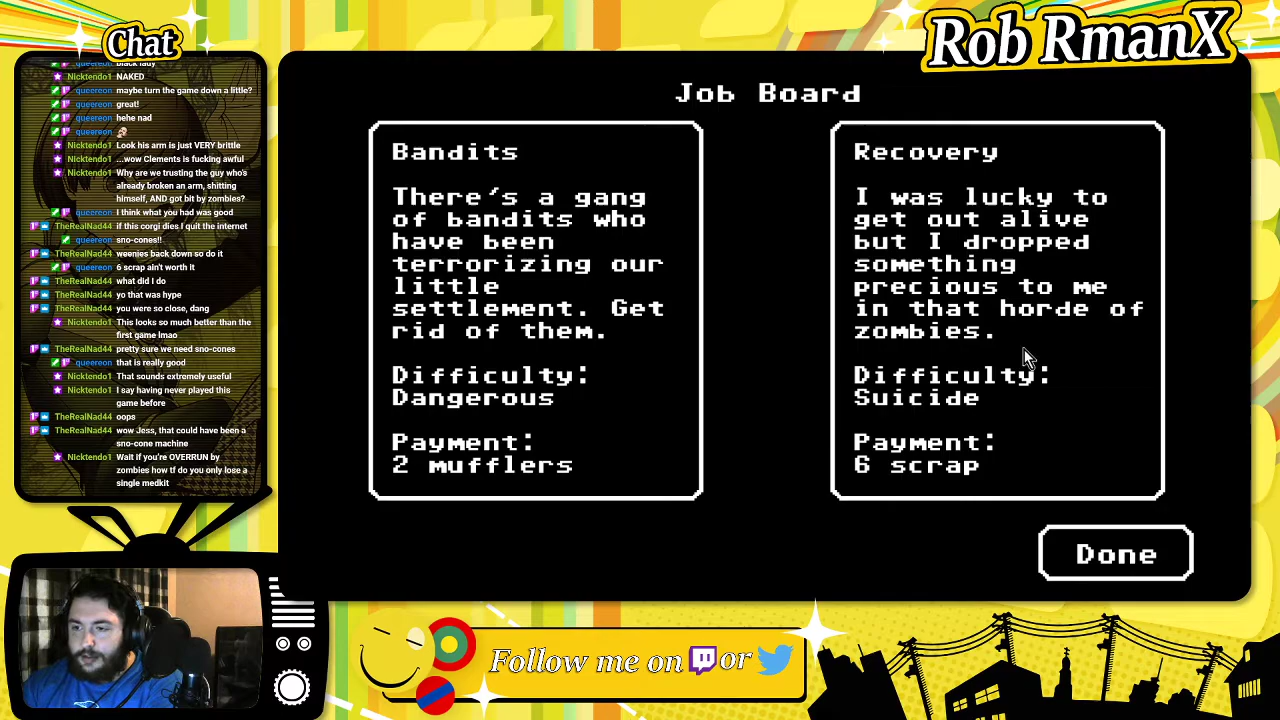 Chat
Rob RmanX
queereon black lady
Nicktendo1 NAKED
queereon maybe turn the game down a little?
queereon great!
queereon hehe nad
queereon
Nicktendo1 Look his arm is just VERY brittle
Nicktendo1 ...wow Clements is fucking awful
Nicktendo1 Why are we trusting the guy who's
already broken an arm, shitting
himself, AND got bit by zombies?
queereon I think what you had was good
TheRealNad44 if this corgi dies I quit the internet
queereon sno-cones!!
TheRealNad44 weenies back down so do it
queereon 6 scrap ain't worth it
TheRealNad44 what did I do
TheRealNad44 yo that was hype
TheRealNad44 you were so close, dang
Nicktendo1 This looks so much better than the
first game lmao
TheRealNad44 pretty sure we need sno-cones
queereon that is really good
Nicktendo1 That sounds extremely useful
Nicktendo1 I say having never played this
game before
TheRealNad44 oops
TheRealNad44 wow Jess, that could have been a
sno-cone machine
Nicktendo1 Wait if you're OVERRUN by
zombies how tf do you only lose a
single medkit
Job Board
Bandits
There's a gang
of bandits who
have been
terrorizing our
little
settlement. Get
rid of them.
Difficulty:
Dangerous
Payment:
2 mufflers
Recovery
I was lucky to
get out alive
but I dropped
something
precious to me
in that horde of
zombies.
Difficulty:
Suicide
Payment:
6 scrap
Done
Follow me on or